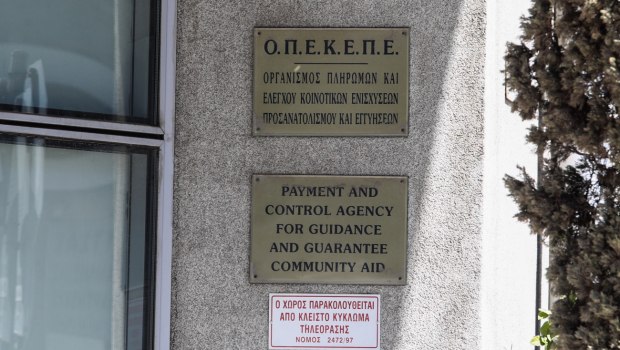 Ο.Π.Ε.Κ.Ε.Π.Ε.
ΟΡΓΑΝΙΣΜΟΣ ΠΛΗΡΩΜΩΝ ΚΑΙ
ΕΛΕΓΧΟΥ ΚΟΙΝΟΤΙΚΩΝ ΕΝΙΣΧΥΣΕΩΝ
ΠΡΟΣΑΝΑΤΟΛΙΣΜΟΥ ΚΑΙ ΕΓΓΥΗΣΕΩΝ
PAYMENT AND
CONTROL AGENCY
FOR GUIDANCE
AND GUARANTEE
COMMUNITY AID
Ο ΧΩΡΟΣ ΠΑΡΑΚΟΛΟΥΘΕΙΤΑΙ
ΑΠΟ ΚΛΕΙΣΤΟ ΚΥΚΛΩΜΑ
ΤΗΛΕΟΡΑΣΗΣ
ΝΟΜΟΣ 2472/97